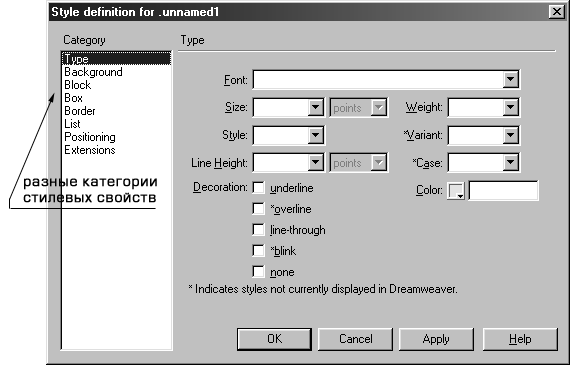 Style definition for .unnamed1
Category
Type
Background
Block
Box
Border
List
Positioning
Extensions
разные категории
стилевых свойств
Type
Font:
Size: points Weight:
Style: *Variant:
Line Height: points *Case:
Decoration: underline Color:
*overline
line-through
*blink
none
* Indicates styles not currently displayed in Dreamweaver.
OK Cancel Apply Help